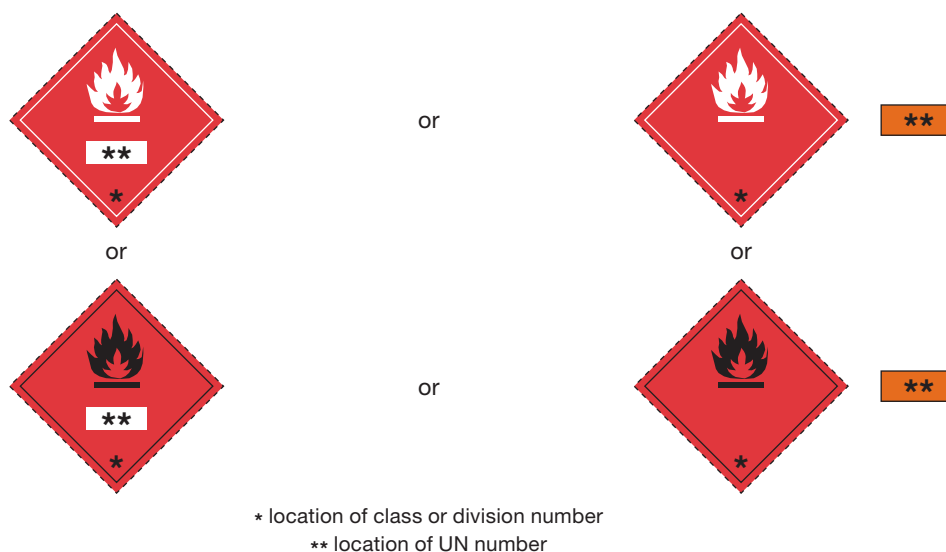 or
**
**
*
*
or
or
or
**
**
*
*
* location of class or division number
** location of UN number